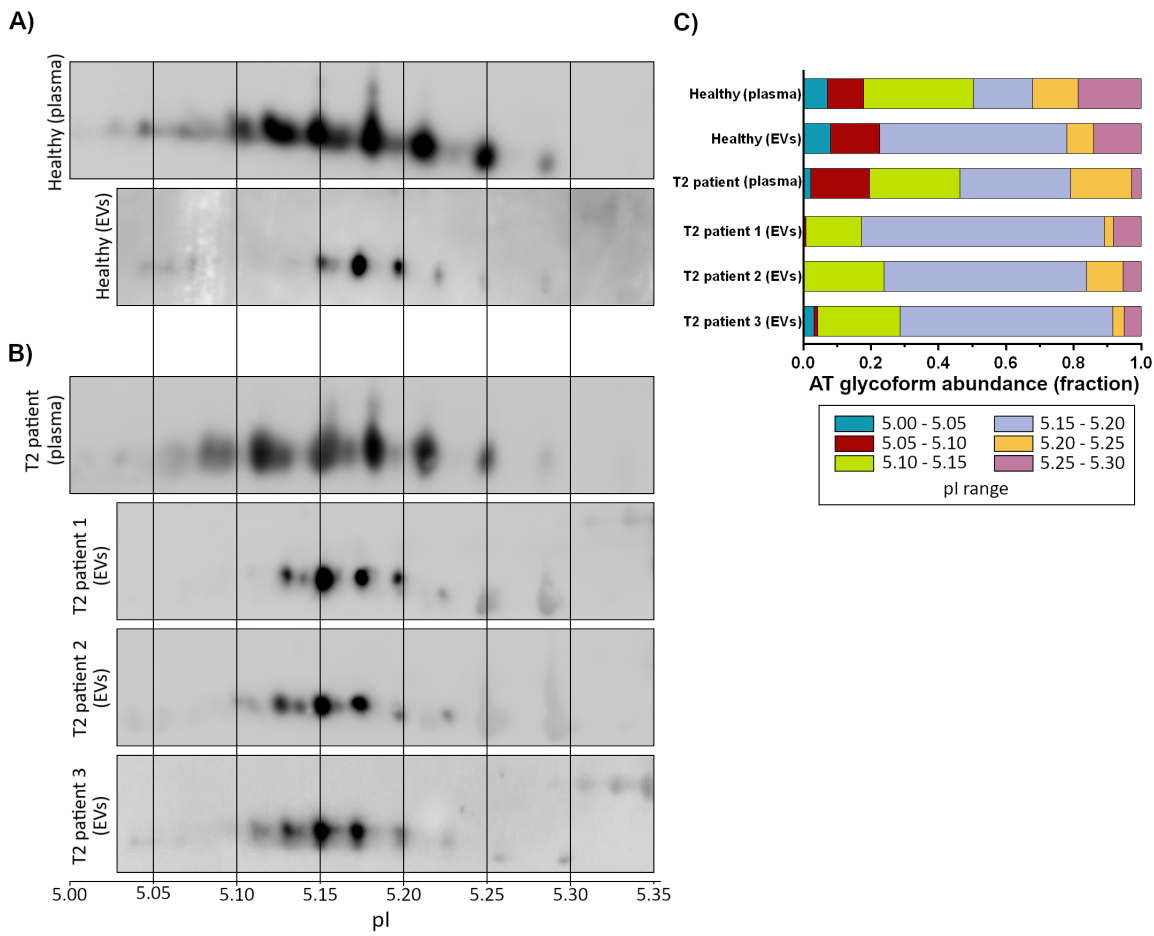 A)
Healthy (plasma)
Healthy (EVs)
B)
T2 patient
(plasma)
T2 patient 1
(EVs)
T2 patient 2
(EVs)
T2 patient 3
(EVs)
5.00 5.05 5.10 5.15 5.20 5.25 5.30 5.35
pI
C)
Healthy (plasma)
Healthy (EVs)
T2 patient (plasma)
T2 patient 1 (EVs)
T2 patient 2 (EVs)
T2 patient 3 (EVs)
0.0 0.2 0.4 0.6 0.8 1.0
AT glycoform abundance (fraction)
5.00 - 5.05 5.15 - 5.20
5.05 - 5.10 5.20 - 5.25
5.10 - 5.15 5.25 - 5.30
pI range